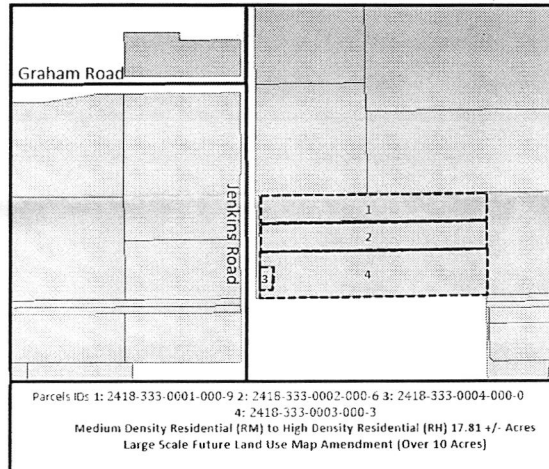 Graham Road
Jenkins Road
1
2
3
4
Parcels IDs 1: 2418-333-0001-000-9 2: 2418-333-0002-000-6 3: 2418-333-0004-000-0
4: 2418-333-0003-000-3
Medium Density Residential (RM) to High Density Residential (RH) 17.81 +/- Acres
Large Scale Future Land Use Map Amendment (Over 10 Acres)